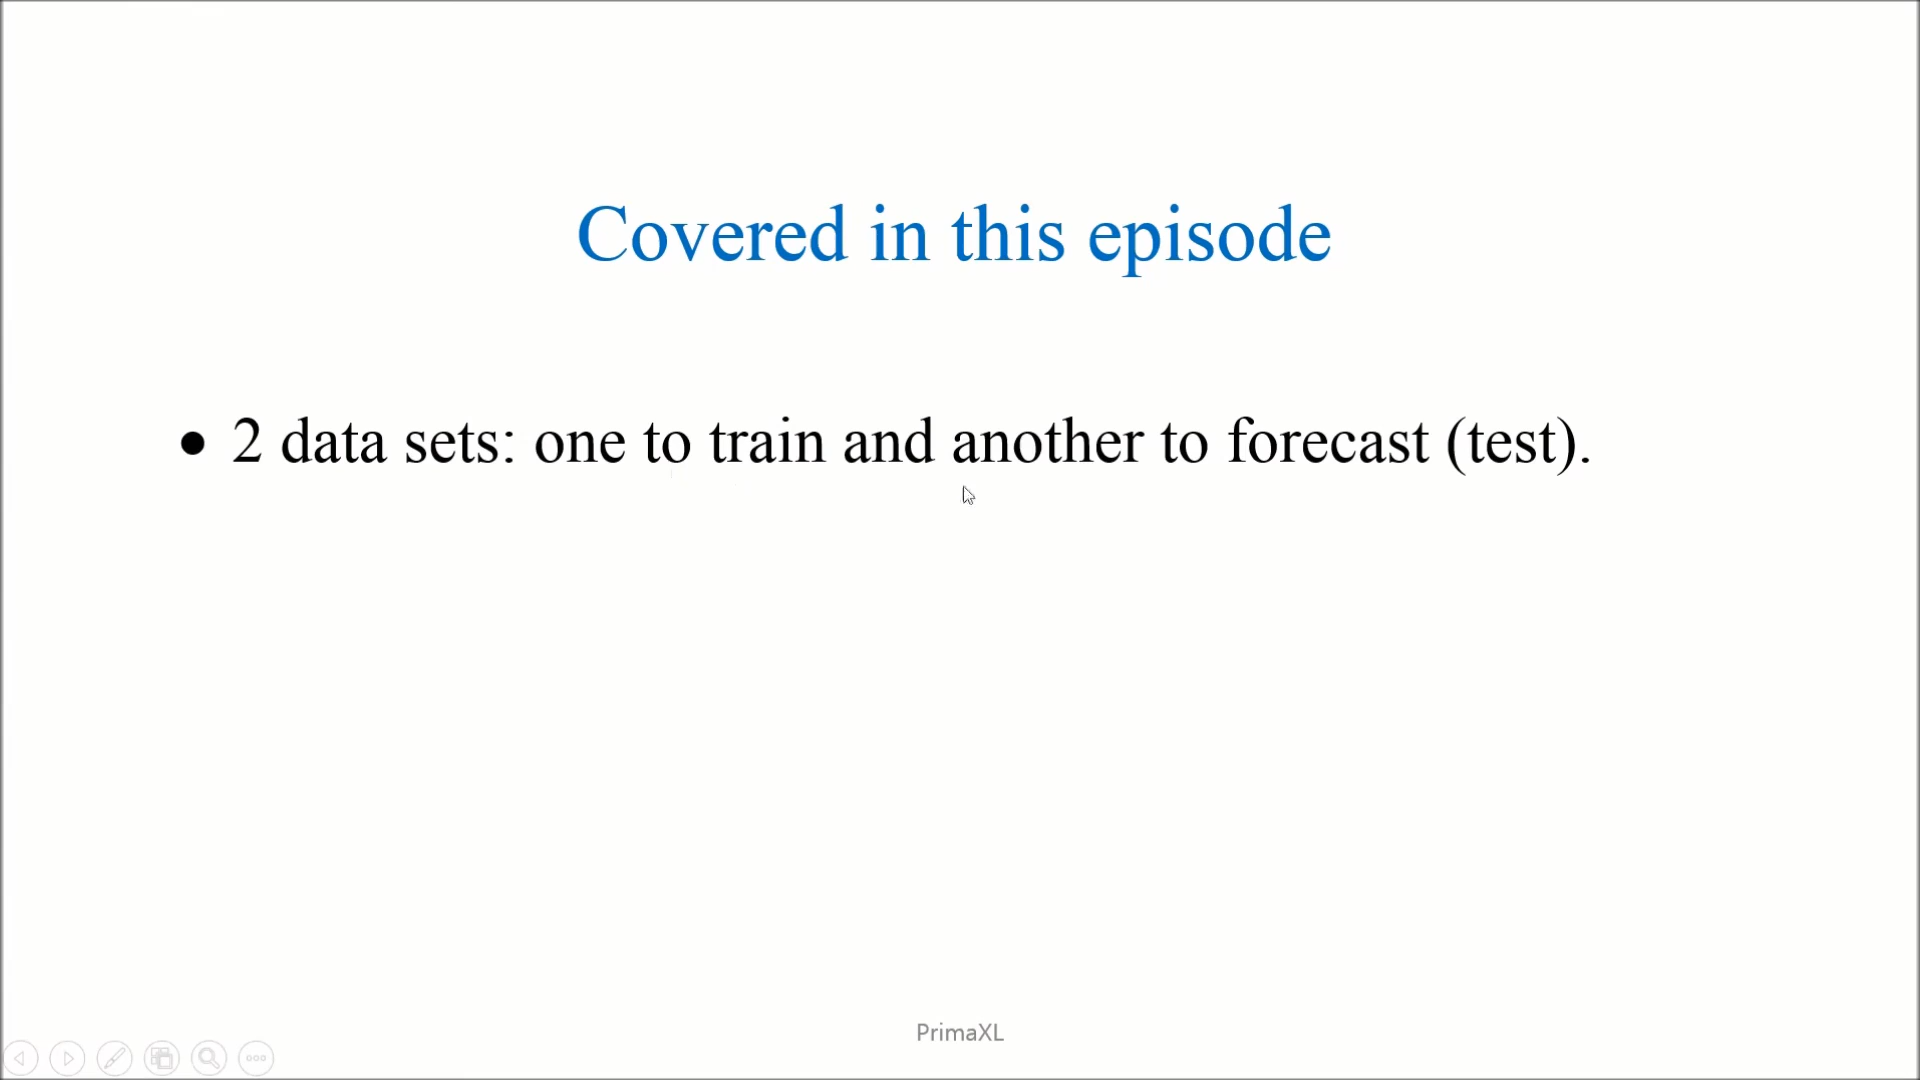 Covered in this episode
• 2 data sets: one to train and another to forecast (test).
PrimaXL